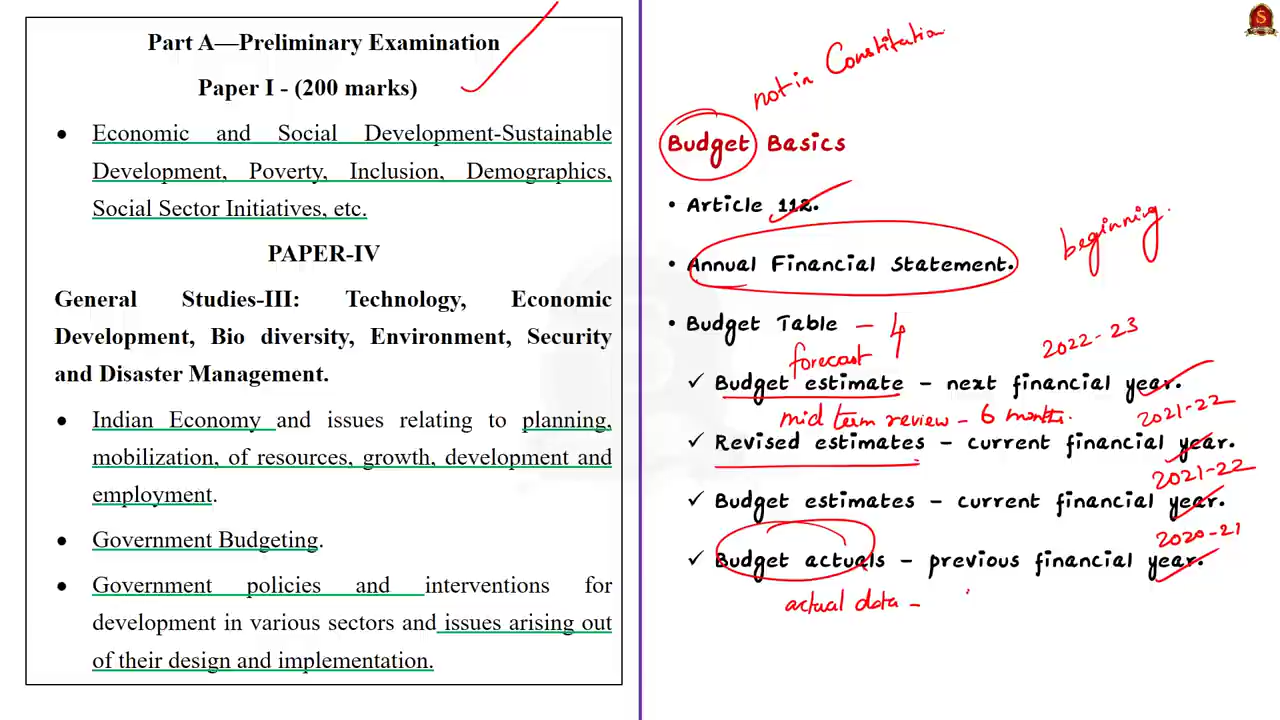 Part A—Preliminary Examination
Paper I - (200 marks)
• Economic and Social Development-Sustainable
Development, Poverty, Inclusion, Demographics,
Social Sector Initiatives, etc.
PAPER-IV
General Studies-III: Technology, Economic
Development, Bio diversity, Environment, Security
and Disaster Management.
• Indian Economy and issues relating to planning,
mobilization, of resources, growth, development and
employment.
• Government Budgeting.
• Government policies and interventions for
development in various sectors and issues arising out
of their design and implementation.
not in Constitution
Budget Basics
• Article 112.
beginning.
• Annual Financial Statement.
• Budget Table - 4
forecast
2022-23
✓ Budget estimate - next financial year.
mid term review - 6 months.
2021-22
✓ Revised estimates - current financial year.
2021-22
✓ Budget estimates - current financial year.
2020-21
✓ Budget actuals - previous financial year.
actual data -
S